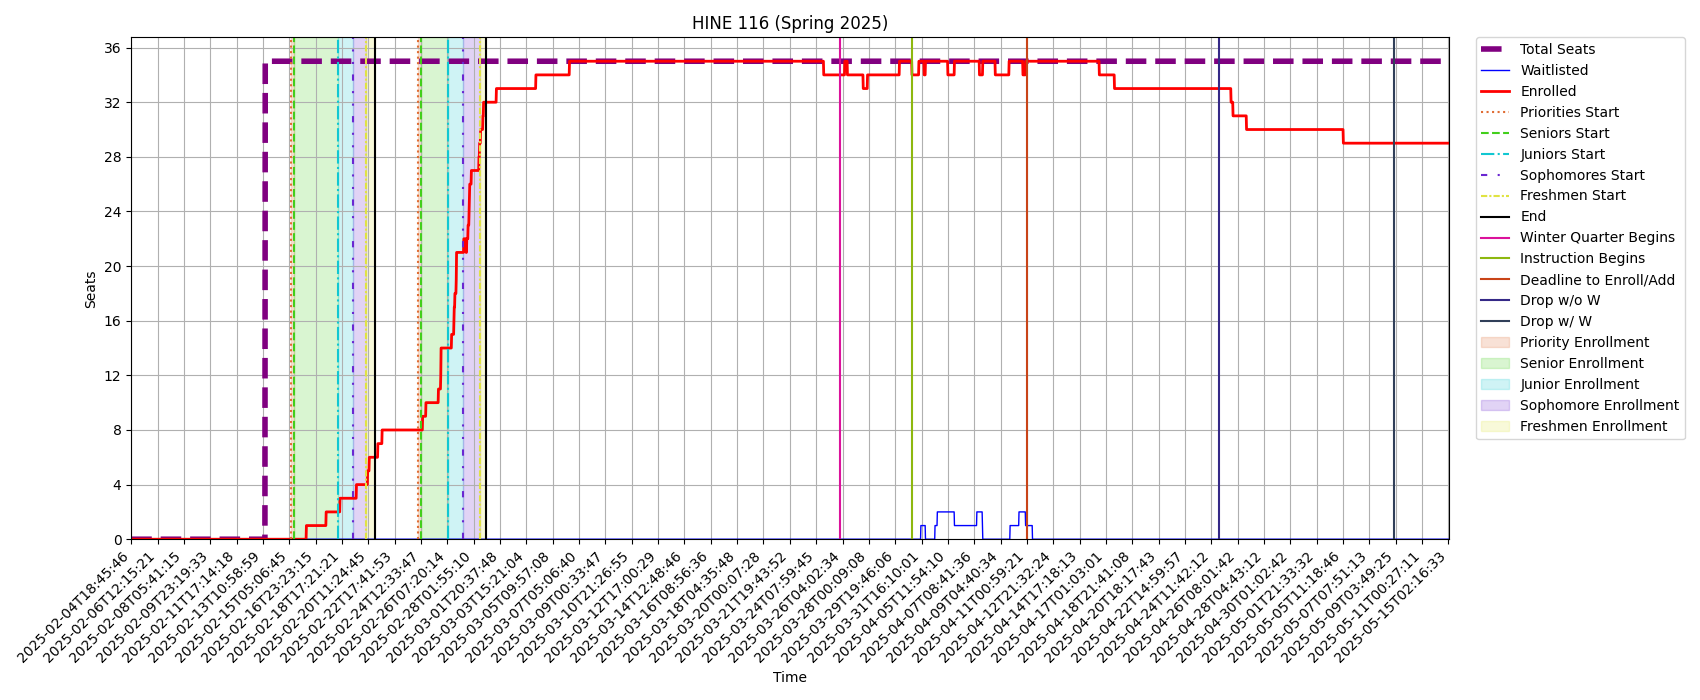 HINE 116 (Spring 2025)
Seats
36
32
28
24
20
16
12
8
4
0
2025-02-04T18:45:46
2025-02-06T12:15:21
2025-02-08T05:41:15
2025-02-09T23:19:33
2025-02-11T17:14:18
2025-02-13T10:58:59
2025-02-15T05:06:45
2025-02-16T23:23:15
2025-02-18T17:21:21
2025-02-20T11:24:45
2025-02-22T17:41:53
2025-02-24T12:33:47
2025-02-26T07:20:14
2025-02-28T01:55:10
2025-03-01T20:37:48
2025-03-03T15:21:04
2025-03-05T09:57:08
2025-03-07T05:06:40
2025-03-09T00:33:47
2025-03-10T21:26:55
2025-03-12T17:00:29
2025-03-14T12:48:46
2025-03-16T08:56:36
2025-03-18T04:35:48
2025-03-20T00:07:28
2025-03-21T19:43:52
2025-03-24T07:59:45
2025-03-26T04:02:34
2025-03-28T00:09:08
2025-03-29T19:46:06
2025-03-31T16:10:01
2025-04-05T11:54:10
2025-04-07T08:41:36
2025-04-09T04:40:34
2025-04-11T00:59:21
2025-04-12T21:32:24
2025-04-14T17:18:13
2025-04-17T01:03:01
2025-04-18T21:41:08
2025-04-20T18:17:43
2025-04-22T14:59:57
2025-04-24T11:42:12
2025-04-26T08:01:42
2025-04-28T04:43:12
2025-04-30T01:02:42
2025-05-01T21:33:32
2025-05-05T11:18:46
2025-05-07T07:51:13
2025-05-09T03:49:25
2025-05-11T00:27:11
2025-05-15T02:16:33
Time
Total Seats
Waitlisted
Enrolled
Priorities Start
Seniors Start
Juniors Start
Sophomores Start
Freshmen Start
End
Winter Quarter Begins
Instruction Begins
Deadline to Enroll/Add
Drop w/o W
Drop w/ W
Priority Enrollment
Senior Enrollment
Junior Enrollment
Sophomore Enrollment
Freshmen Enrollment